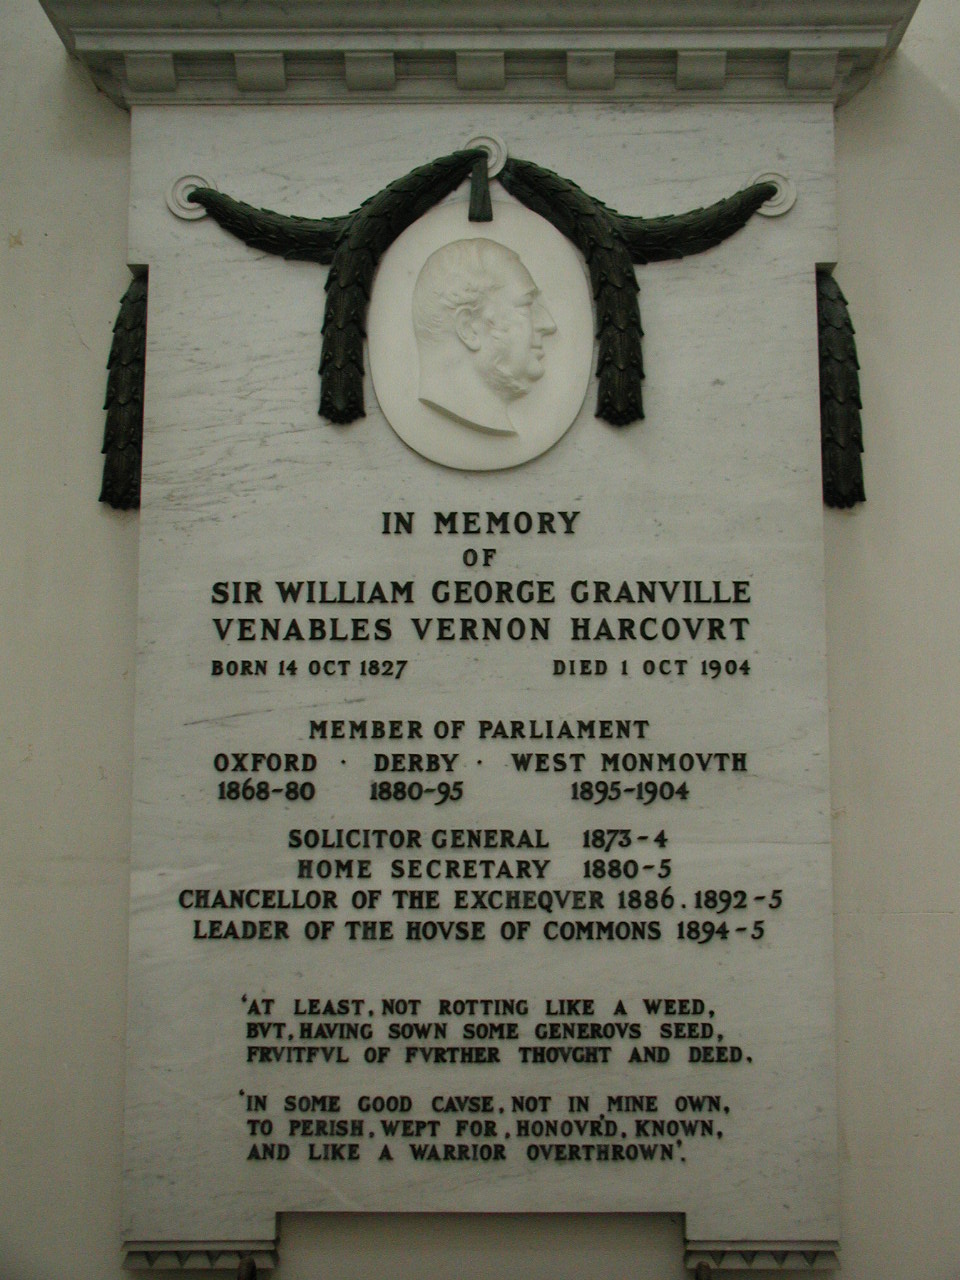 IN MEMORY
OF
SIR WILLIAM GEORGE GRANVILLE
VENABLES VERNON HARCOVRT
BORN 14 OCT 1827 DIED 1 OCT 1904
MEMBER OF PARLIAMENT
OXFORD · DERBY · WEST MONMOVTH
1868-80 1880-95 1895-1904
SOLICITOR GENERAL 1873-4
HOME SECRETARY 1880-5
CHANCELLOR OF THE EXCHEQVER 1886.1892-5
LEADER OF THE HOVSE OF COMMONS 1894-5
'AT LEAST, NOT ROTTING LIKE A WEED,
BVT, HAVING SOWN SOME GENEROVS SEED,
FRVITFVL OF FVRTHER THOVGHT AND DEED,
'IN SOME GOOD CAVSE, NOT IN MINE OWN,
TO PERISH, WEPT FOR, HONOVR'D, KNOWN,
AND LIKE A WARRIOR OVERTHROWN'.